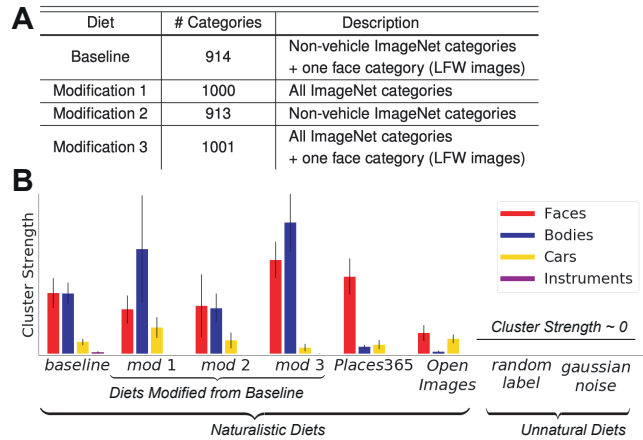 A
Diet # Categories Description
Baseline 914 Non-vehicle ImageNet categories
+ one face category (LFW images)
Modification 1 1000 All ImageNet categories
Modification 2 913 Non-vehicle ImageNet categories
Modification 3 1001 All ImageNet categories
+ one face category (LFW images)
B
Cluster Strength
Faces
Bodies
Cars
Instruments
Cluster Strength ~ 0
baseline mod 1 mod 2 mod 3 Places365 Open
Images
random
label
gaussian
noise
Diets Modified from Baseline
Naturalistic Diets
Unnatural Diets